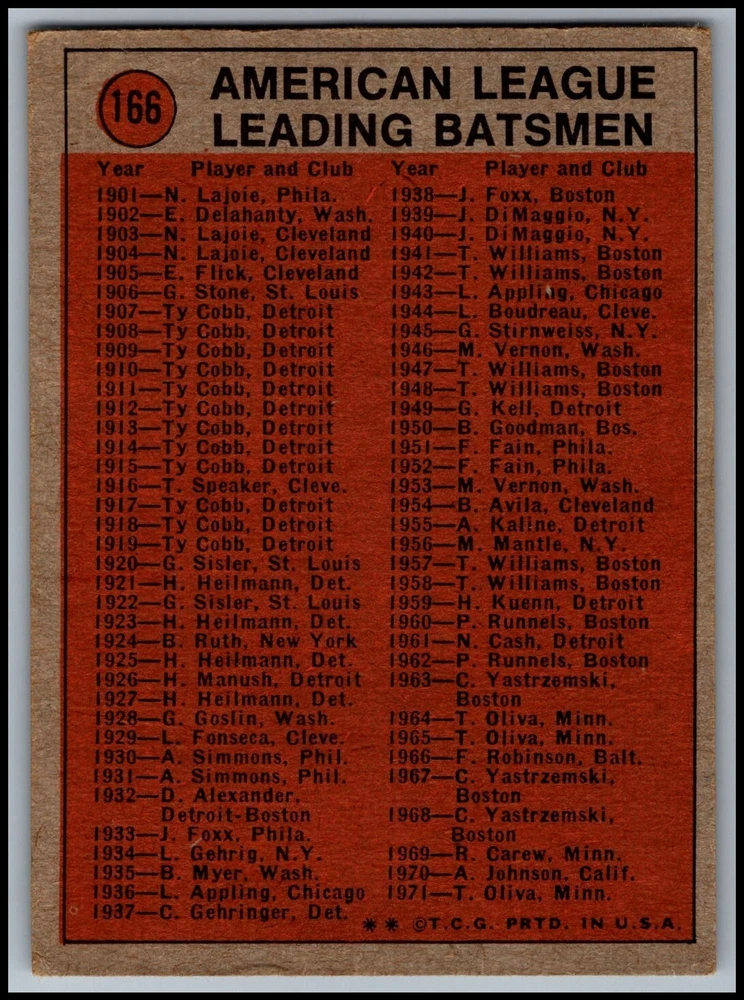 166
AMERICAN LEAGUE
LEADING BATSMEN
Year Player and Club
1901—N. Lajoie, Phila.
1902—E. Delahanty, Wash.
1903—N. Lajoie, Cleveland
1904—N. Lajoie, Cleveland
1905—E. Flick, Cleveland
1906—G. Stone, St. Louis
1907—Ty Cobb, Detroit
1908—Ty Cobb, Detroit
1909—Ty Cobb, Detroit
1910—Ty Cobb, Detroit
1911—Ty Cobb, Detroit
1912—Ty Cobb, Detroit
1913—Ty Cobb, Detroit
1914—Ty Cobb, Detroit
1915—Ty Cobb, Detroit
1916—T. Speaker, Cleve.
1917—Ty Cobb, Detroit
1918—Ty Cobb, Detroit
1919—Ty Cobb, Detroit
1920—G. Sisler, St. Louis
1921—H. Heilmann, Det.
1922—G. Sisler, St. Louis
1923—H. Heilmann, Det.
1924—B. Ruth, New York
1925—H. Heilmann, Det.
1926—H. Manush, Detroit
1927—H. Heilmann, Det.
1928—G. Goslin, Wash.
1929—L. Fonseca, Cleve.
1930—A. Simmons, Phil.
1931—A. Simmons, Phil.
1932—D. Alexander,
Detroit-Boston
1933—J. Foxx, Phila.
1934—L. Gehrig, N.Y.
1935—B. Myer, Wash.
1936—L. Appling, Chicago
1937—C. Gehringer, Det.
Year Player and Club
1938—J. Foxx, Boston
1939—J. DiMaggio, N.Y.
1940—J. DiMaggio, N.Y.
1941—T. Williams, Boston
1942—T. Williams, Boston
1943—L. Appling, Chicago
1944—L. Boudreau, Cleve.
1945—G. Stirnweiss, N.Y.
1946—M. Vernon, Wash.
1947—T. Williams, Boston
1948—T. Williams, Boston
1949—G. Kell, Detroit
1950—B. Goodman, Bos.
1951—F. Fain, Phila.
1952—F. Fain, Phila.
1953—M. Vernon, Wash.
1954—B. Avila, Cleveland
1955—A. Kaline, Detroit
1956—M. Mantle, N.Y.
1957—T. Williams, Boston
1958—T. Williams, Boston
1959—H. Kuenn, Detroit
1960—P. Runnels, Boston
1961—N. Cash, Detroit
1962—P. Runnels, Boston
1963—C. Yastrzemski,
Boston
1964—T. Oliva, Minn.
1965—T. Oliva, Minn.
1966—F. Robinson, Balt.
1967—C. Yastrzemski,
Boston
1968—C. Yastrzemski,
Boston
1969—R. Carew, Minn.
1970—A. Johnson, Calif.
1971—T. Oliva, Minn.
** ©T.C.G. PRTD. IN U.S.A.